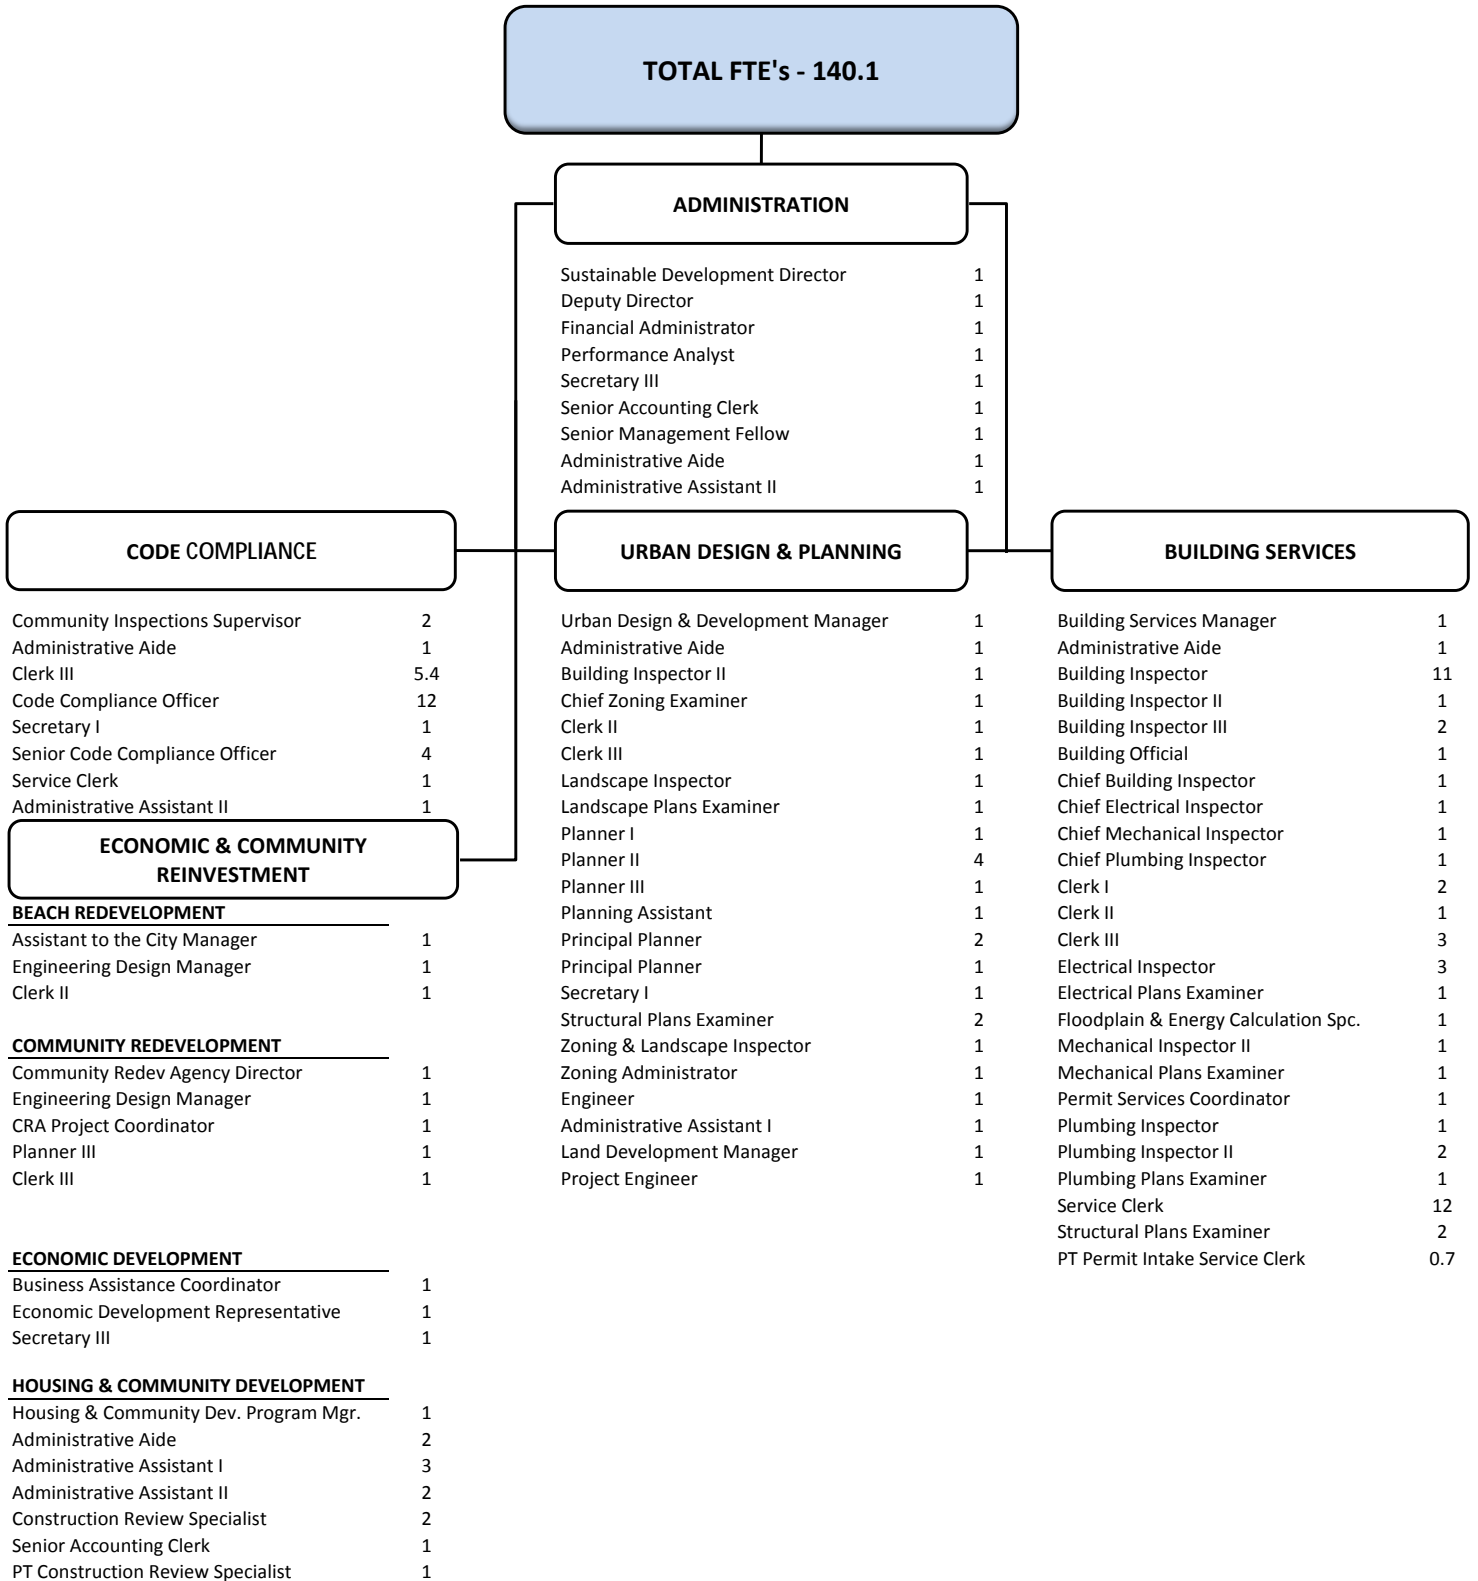 TOTAL FTE's - 140.1
ADMINISTRATION
Sustainable Development Director 1
Deputy Director 1
Financial Administrator 1
Performance Analyst 1
Secretary III 1
Senior Accounting Clerk 1
Senior Management Fellow 1
Administrative Aide 1
Administrative Assistant II 1
CODE COMPLIANCE
Community Inspections Supervisor 2
Administrative Aide 1
Clerk III 5.4
Code Compliance Officer 12
Secretary I 1
Senior Code Compliance Officer 4
Service Clerk 1
Administrative Assistant II 1
ECONOMIC & COMMUNITY
REINVESTMENT
BEACH REDEVELOPMENT
Assistant to the City Manager 1
Engineering Design Manager 1
Clerk II 1
COMMUNITY REDEVELOPMENT
Community Redev Agency Director 1
Engineering Design Manager 1
CRA Project Coordinator 1
Planner III 1
Clerk III 1
ECONOMIC DEVELOPMENT
Business Assistance Coordinator 1
Economic Development Representative 1
Secretary III 1
HOUSING & COMMUNITY DEVELOPMENT
Housing & Community Dev. Program Mgr. 1
Administrative Aide 2
Administrative Assistant I 3
Administrative Assistant II 2
Construction Review Specialist 2
Senior Accounting Clerk 1
PT Construction Review Specialist 1
URBAN DESIGN & PLANNING
Urban Design & Development Manager 1
Administrative Aide 1
Building Inspector II 1
Chief Zoning Examiner 1
Clerk II 1
Clerk III 1
Landscape Inspector 1
Landscape Plans Examiner 1
Planner I 1
Planner II 4
Planner III 1
Planning Assistant 1
Principal Planner 2
Principal Planner 1
Secretary I 1
Structural Plans Examiner 2
Zoning & Landscape Inspector 1
Zoning Administrator 1
Engineer 1
Administrative Assistant I 1
Land Development Manager 1
Project Engineer 1
BUILDING SERVICES
Building Services Manager 1
Administrative Aide 1
Building Inspector 11
Building Inspector II 1
Building Inspector III 2
Building Official 1
Chief Building Inspector 1
Chief Electrical Inspector 1
Chief Mechanical Inspector 1
Chief Plumbing Inspector 1
Clerk I 2
Clerk II 1
Clerk III 3
Electrical Inspector 3
Electrical Plans Examiner 1
Floodplain & Energy Calculation Spc. 1
Mechanical Inspector II 1
Mechanical Plans Examiner 1
Permit Services Coordinator 1
Plumbing Inspector 1
Plumbing Inspector II 2
Plumbing Plans Examiner 1
Service Clerk 12
Structural Plans Examiner 2
PT Permit Intake Service Clerk 0.7